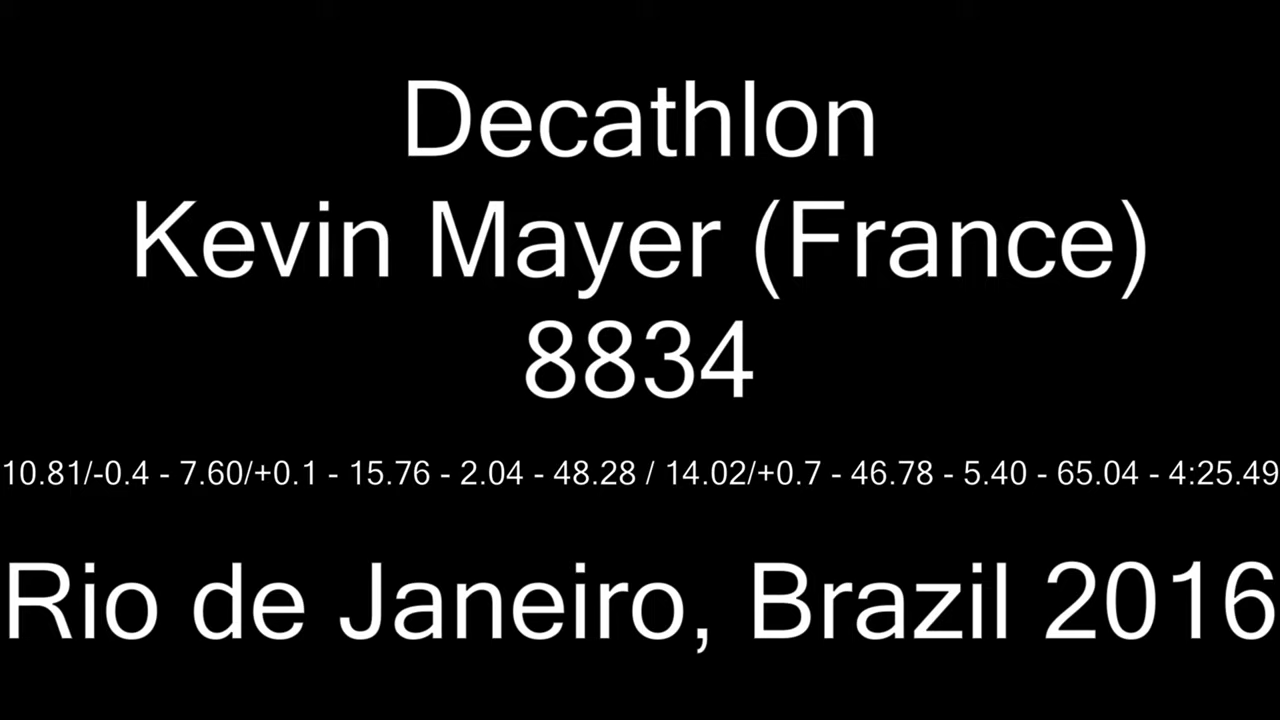 Decathlon
Kevin Mayer (France)
8834
10.81/-0.4 - 7.60/+0.1 - 15.76 - 2.04 - 48.28 / 14.02/+0.7 - 46.78 - 5.40 - 65.04 - 4:25.49
Rio de Janeiro, Brazil 2016